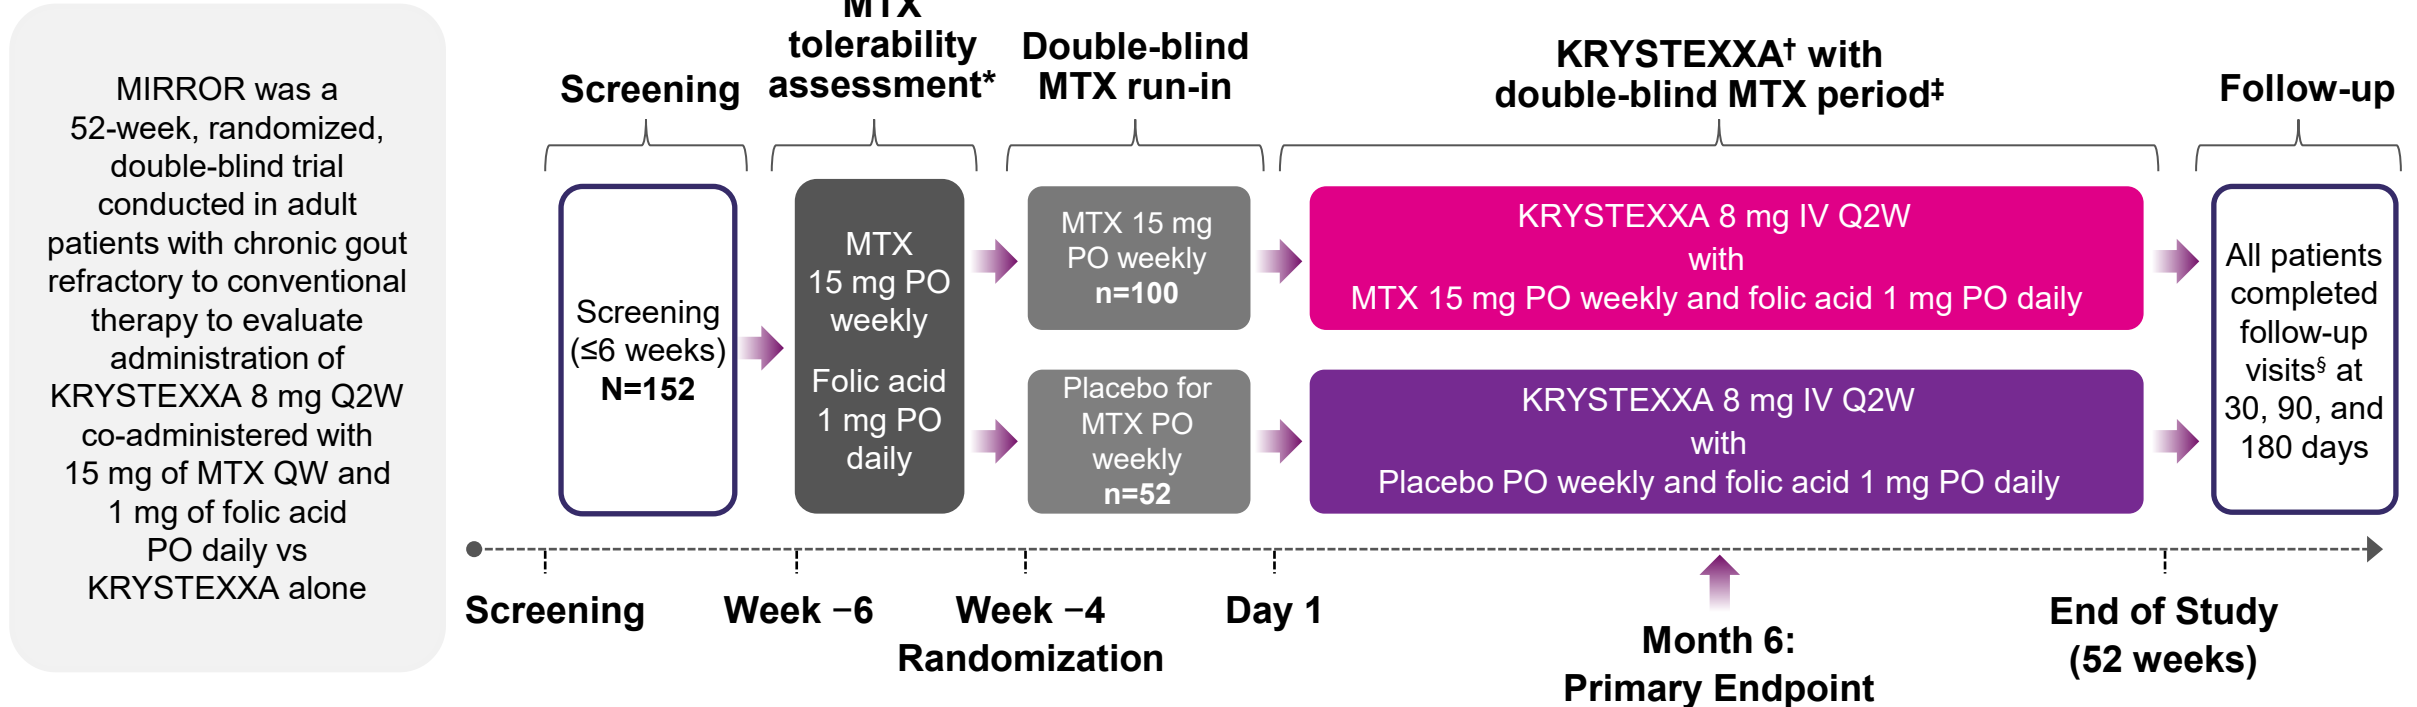 MIRROR was a
52-week, randomized,
double-blind trial
conducted in adult
patients with chronic gout
refractory to conventional
therapy to evaluate
administration of
KRYSTEXXA 8 mg Q2W
co-administered with
15 mg of MTX QW and
1 mg of folic acid
PO daily vs
KRYSTEXXA alone
Screening
MTX
tolerability
assessment*
Double-blind
MTX run-in
KRYSTEXXA† with
double-blind MTX period‡
Follow-up
Screening
(≤6 weeks)
N=152
MTX
15 mg PO
weekly
Folic acid
1 mg PO
daily
MTX 15 mg
PO weekly
n=100
Placebo for
MTX PO
weekly
n=52
KRYSTEXXA 8 mg IV Q2W
with
MTX 15 mg PO weekly and folic acid 1 mg PO daily
KRYSTEXXA 8 mg IV Q2W
with
Placebo PO weekly and folic acid 1 mg PO daily
All patients
completed
follow-up
visits§ at
30, 90, and
180 days
Screening
Week −6
Week −4
Randomization
Day 1
Month 6:
Primary Endpoint
End of Study
(52 weeks)